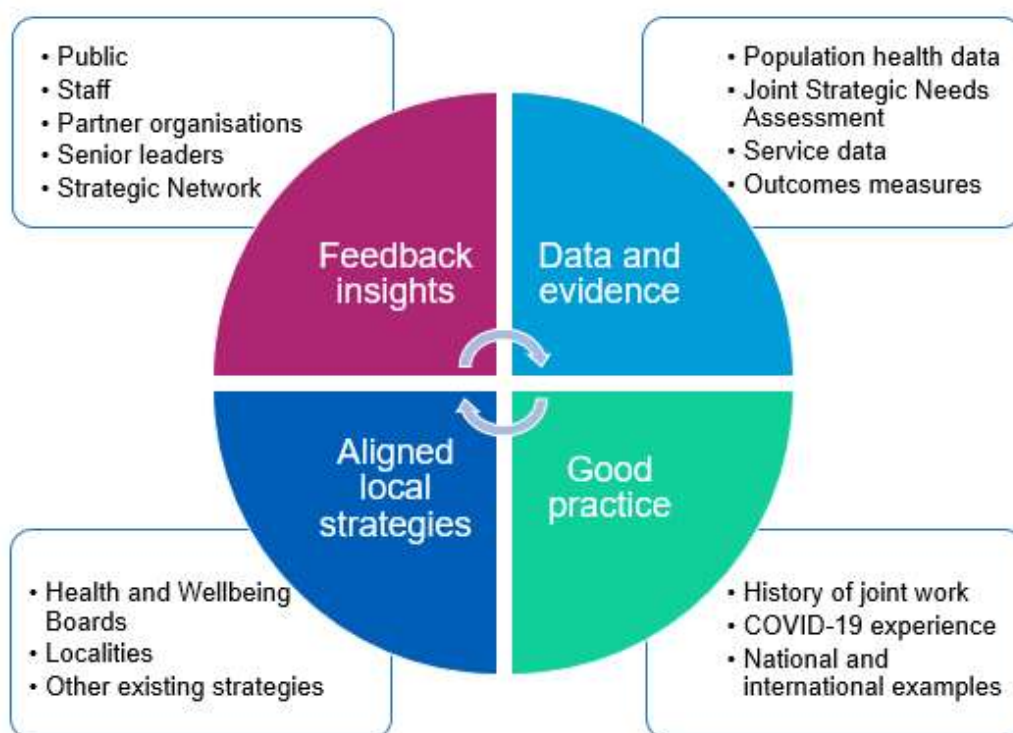 • Public
• Staff
• Partner organisations
• Senior leaders
• Strategic Network
• Population health data
• Joint Strategic Needs
Assessment
• Service data
• Outcomes measures
Feedback
insights
Data and
evidence
Aligned
local
strategies
Good
practice
• Health and Wellbeing
Boards
• Localities
• Other existing strategies
• History of joint work
• COVID-19 experience
• National and
international examples